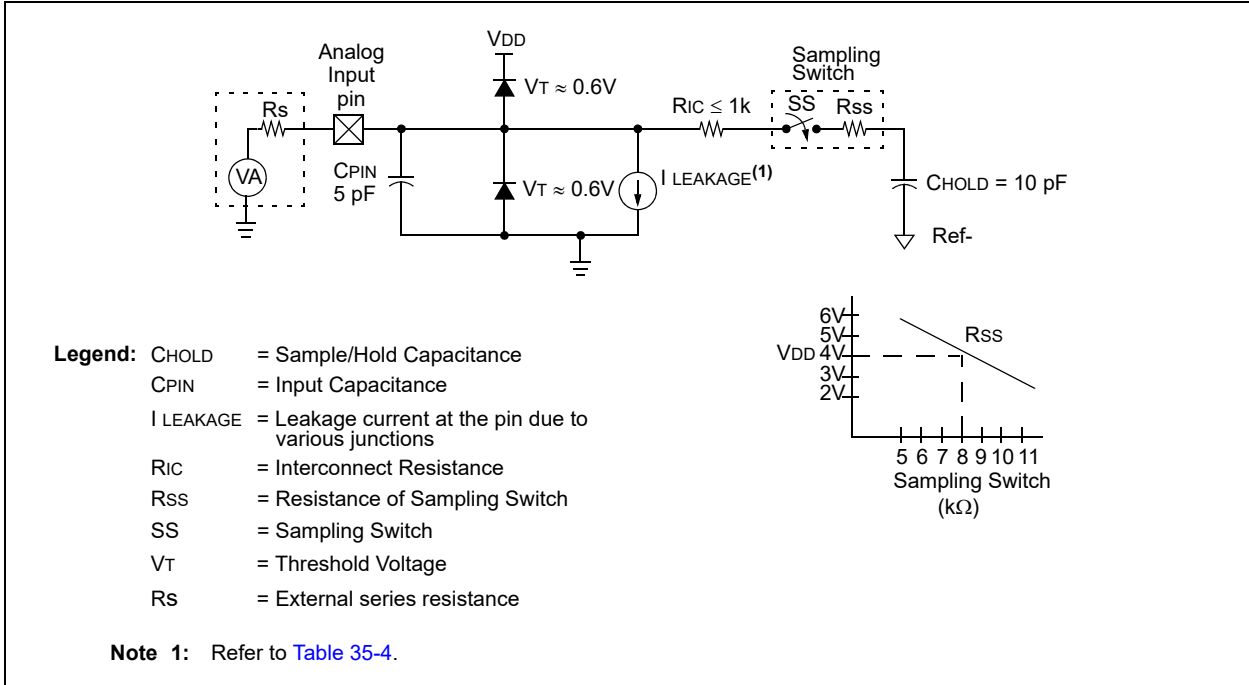 VDD
Analog
Input
pin
Sampling
Switch
VT ≈ 0.6V
Rs
RIC ≤ 1k
SS
Rss
VA
CPIN
5 pF
VT ≈ 0.6V
I LEAKAGE(1)
CHOLD = 10 pF
Ref-
6V
5V
VDD 4V
3V
2V
RSS
5 6 7 8 9 10 11
Sampling Switch
(kΩ)
Legend: CHOLD = Sample/Hold Capacitance
CPIN = Input Capacitance
I LEAKAGE = Leakage current at the pin due to
various junctions
RIC = Interconnect Resistance
RSS = Resistance of Sampling Switch
SS = Sampling Switch
VT = Threshold Voltage
Rs = External series resistance
Note 1: Refer to Table 35-4.